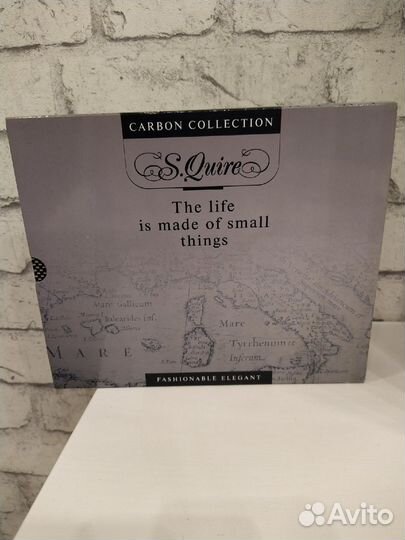 CARBON COLLECTION
S.Quire
The life
is made of small
things
Mare Gallicum
Mare
Tyrrhenum
Inferum
MARE
FASHIONABLE ELEGANT
Avito